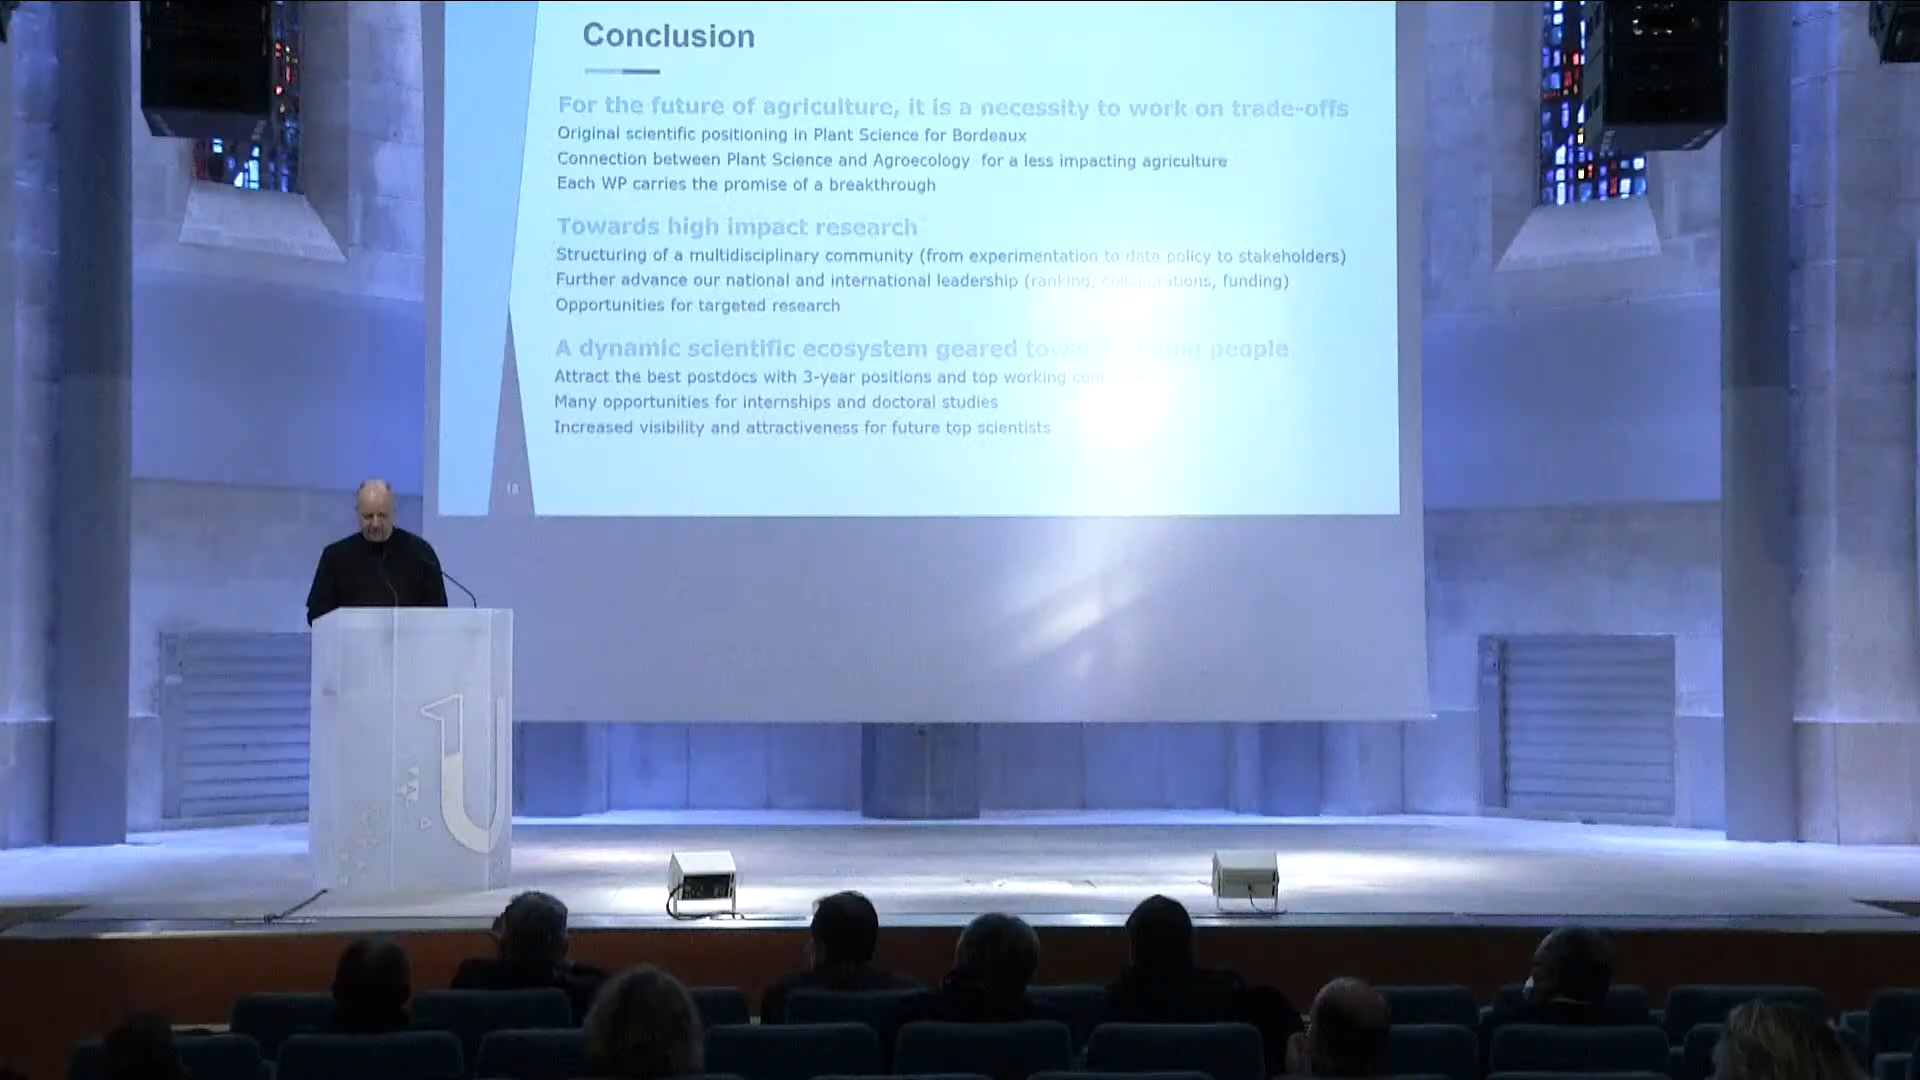 Conclusion
For the future of agriculture, it is a necessity to work on trade-offs
Original scientific positioning in Plant Science for Bordeaux
Connection between Plant Science and Agroecology for a less impacting agriculture
Each WP carries the promise of a breakthrough
Towards high impact research
Structuring of a multidisciplinary community (from experimentation to data policy to stakeholders)
Further advance our national and international leadership (ranking, collaborations, funding)
Opportunities for targeted research
A dynamic scientific ecosystem geared towards young people
Attract the best postdocs with 3-year positions and top working
Many opportunities for internships and doctoral studies
Increased visibility and attractiveness for future top scientists
18